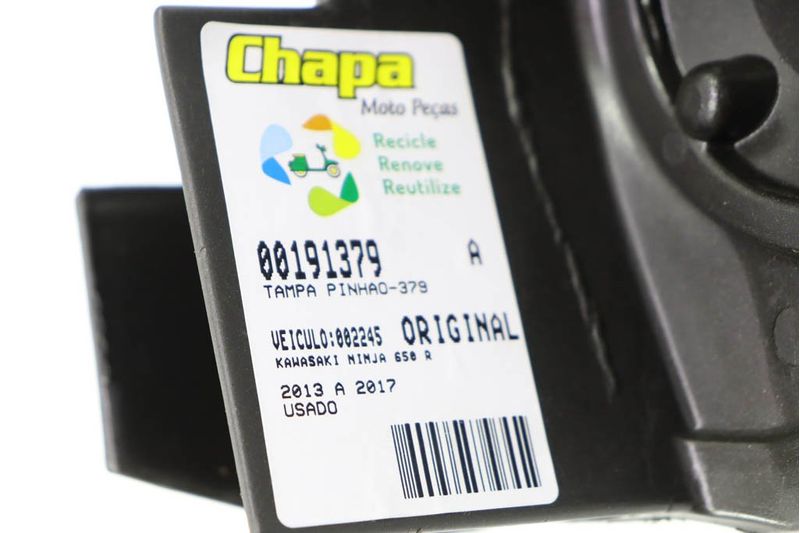 Chapa
Moto Peças
Recicle
Renove
Reutilize
00191379 A
TAMPA PINHAO-379
VEICULO:002245 ORIGINAL
KAWASAKI NINJA 650 R
2013 A 2017
USADO